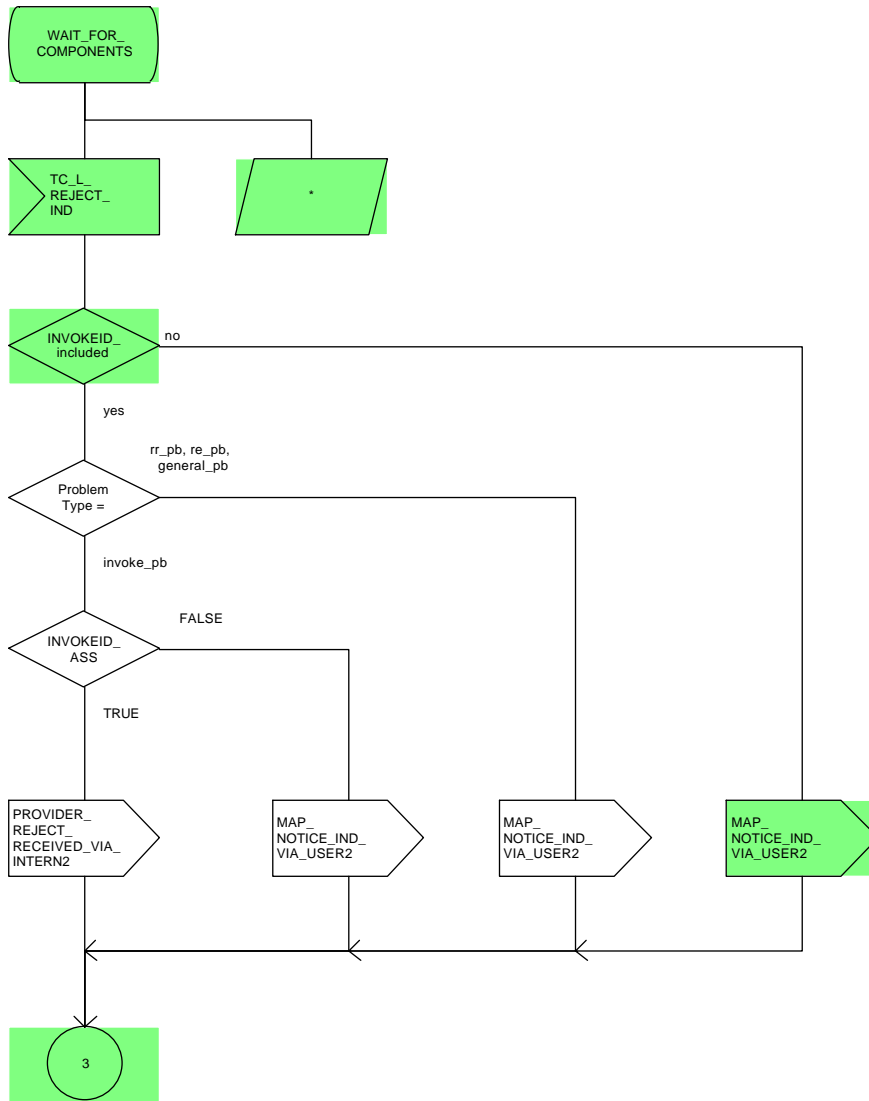 WAIT_FOR_
COMPONENTS
TC_L_
REJECT_
IND
*
INVOKEID_
included
no
yes
rr_pb, re_pb,
general_pb
Problem
Type =
invoke_pb
FALSE
INVOKEID_
ASS
TRUE
PROVIDER_
REJECT_
RECEIVED_VIA_
INTERN2
MAP_
NOTICE_IND_
VIA_USER2
MAP_
NOTICE_IND_
VIA_USER2
MAP_
NOTICE_IND_
VIA_USER2
3